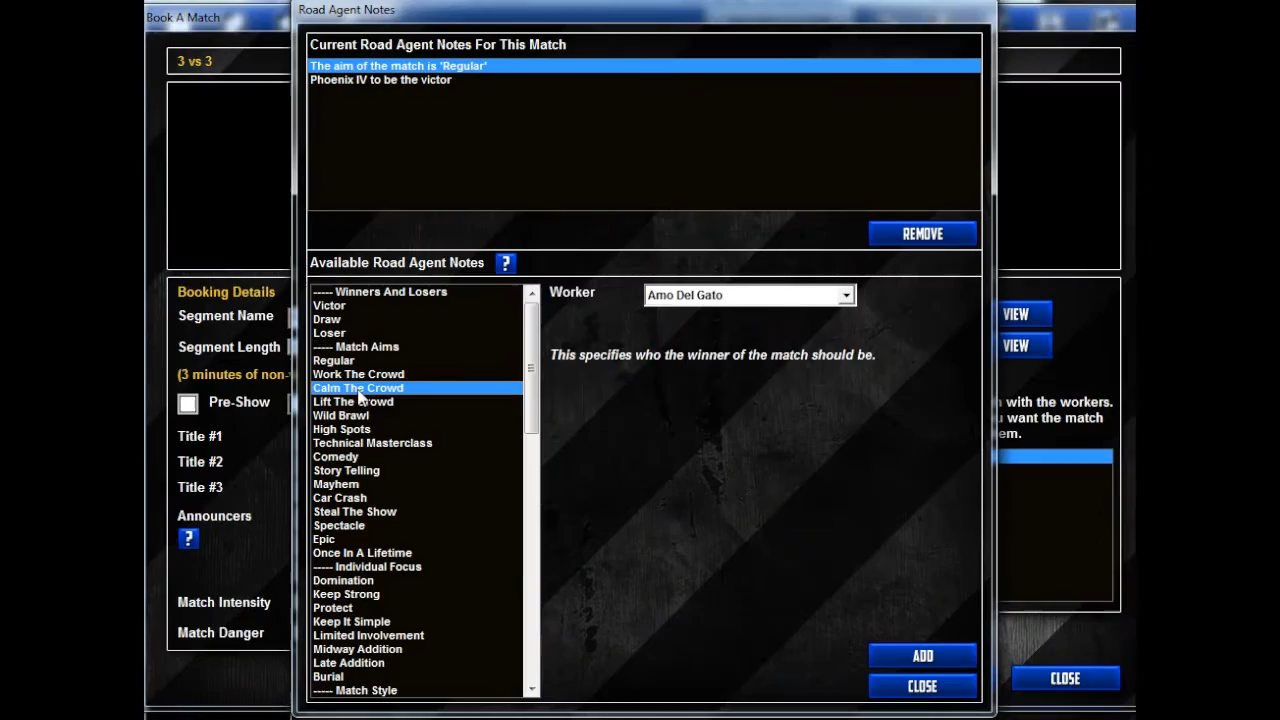 Book A Match
Road Agent Notes
3 vs 3
Current Road Agent Notes For This Match
The aim of the match is 'Regular'
Phoenix IV to be the victor
REMOVE
Available Road Agent Notes ?
----- Winners And Losers
Victor
Draw
Loser
----- Match Aims
Regular
Work The Crowd
Calm The Crowd
Lift The Crowd
Wild Brawl
High Spots
Technical Masterclass
Comedy
Story Telling
Mayhem
Car Crash
Steal The Show
Spectacle
Epic
Once In A Lifetime
----- Individual Focus
Domination
Keep Strong
Protect
Keep It Simple
Limited Involvement
Midway Addition
Late Addition
Burial
----- Match Style
Worker
Amo Del Gato
This specifies who the winner of the match should be.
ADD
CLOSE
Booking Details
Segment Name
Segment Length
(3 minutes of non-
Pre-Show
Title #1
Title #2
Title #3
Announcers
?
Match Intensity
Match Danger
VIEW
VIEW
with the workers.
want the match
CLOSE